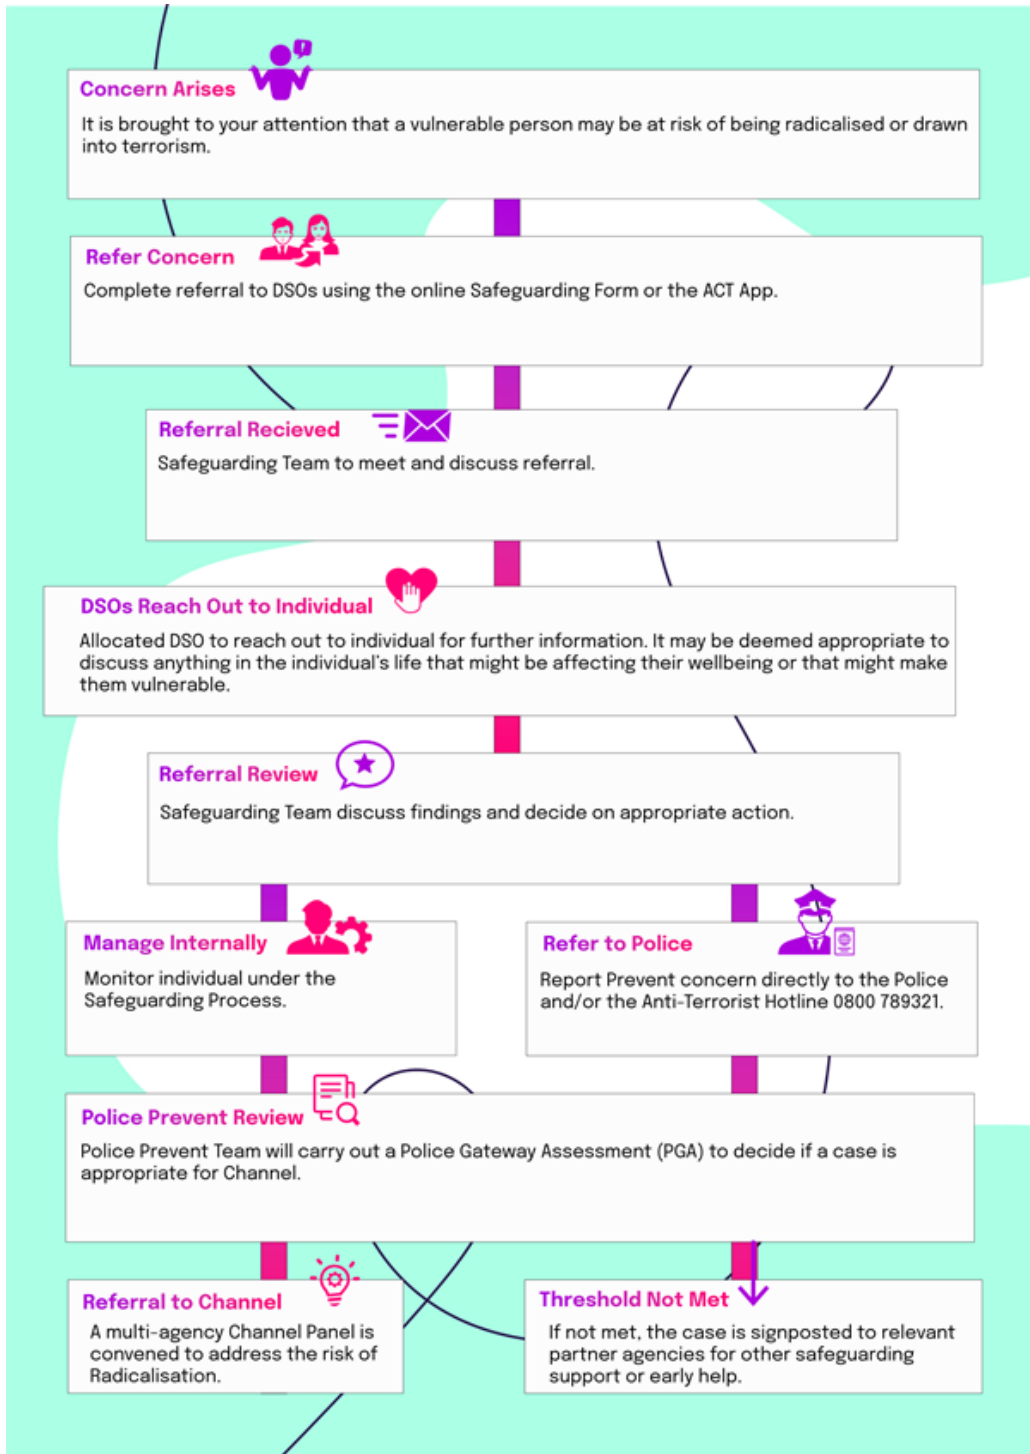 Concern Arises
It is brought to your attention that a vulnerable person may be at risk of being radicalised or drawn
into terrorism.
Refer Concern
Complete referral to DSOs using the online Safeguarding Form or the ACT App.
Referral Recieved
Safeguarding Team to meet and discuss referral.
DSOs Reach Out to Individual
Allocated DSO to reach out to individual for further information. It may be deemed appropriate to
discuss anything in the individual's life that might be affecting their wellbeing or that might make
them vulnerable.
Referral Review
Safeguarding Team discuss findings and decide on appropriate action.
Manage Internally
Monitor individual under the
Safeguarding Process.
Refer to Police
Report Prevent concern directly to the Police
and/or the Anti-Terrorist Hotline 0800 789321.
Police Prevent Review
Police Prevent Team will carry out a Police Gateway Assessment (PGA) to decide if a case is
appropriate for Channel.
Referral to Channel
A multi-agency Channel Panel is
convened to address the risk of
Radicalisation.
Threshold Not Met
If not met, the case is signposted to relevant
partner agencies for other safeguarding
support or early help.